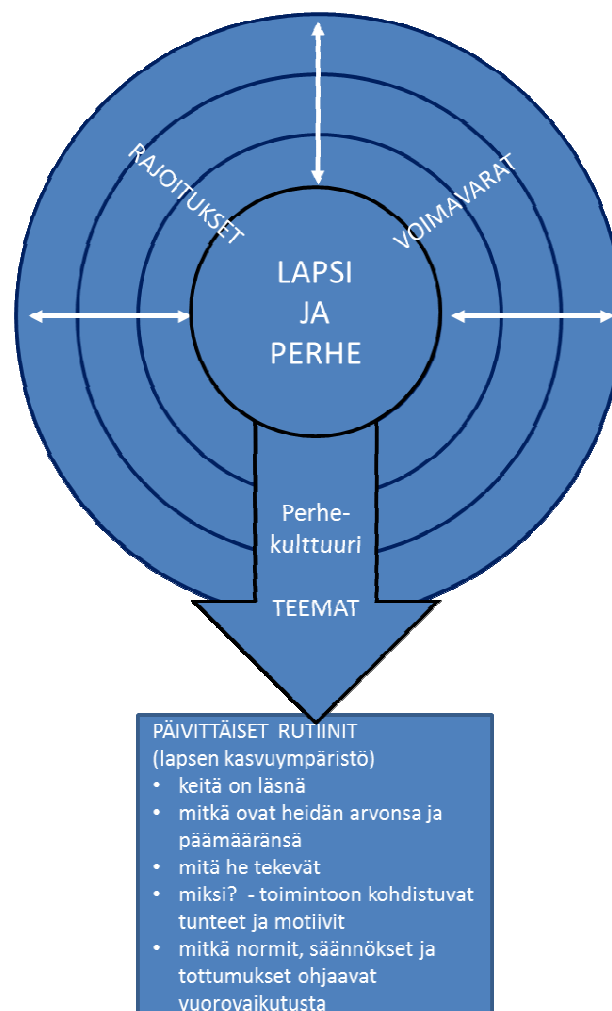 RAJOITUKSET
VOIMAVARAT
LAPSI
JA
PERHE
Perhe-
kulttuuri
TEEMAT
PÄIVITTÄISET RUTIINIT
(lapsen kasvuympäristö)
• keitä on läsnä
• mitkä ovat heidän arvonsa ja
päämääränsä
• mitä he tekevät
• miksi? - toimintoon kohdistuvat
tunteet ja motiivit
• mitkä normit, säännökset ja
tottumukset ohjaavat
vuorovaikutusta